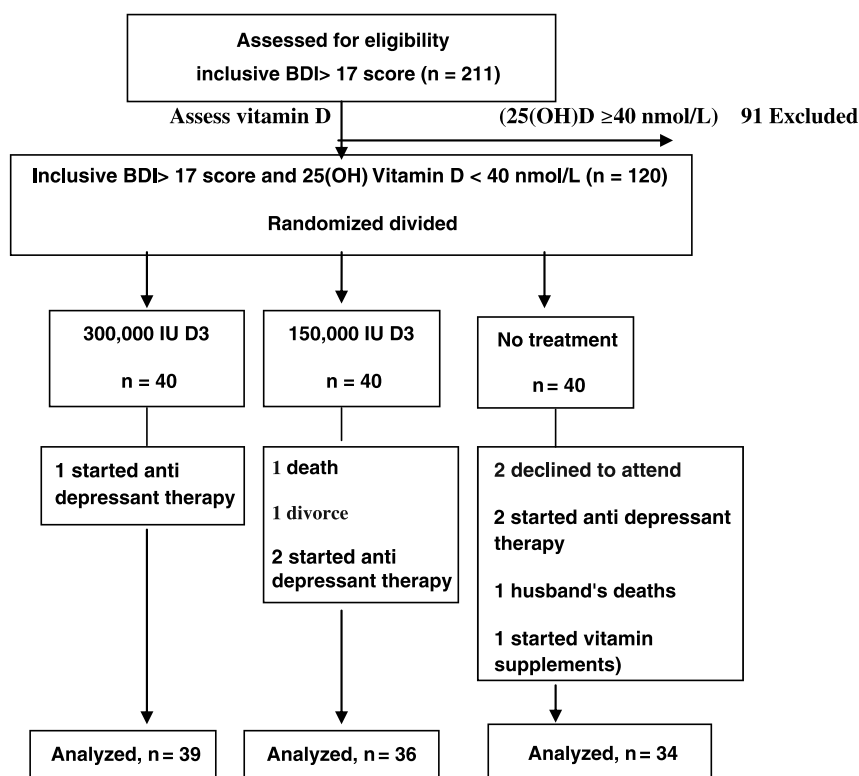 Assessed for eligibility
inclusive BDI> 17 score (n = 211)
Assess vitamin D
(25(OH)D ≥40 nmol/L) 91 Excluded
Inclusive BDI> 17 score and 25(OH) Vitamin D < 40 nmol/L (n = 120)
Randomized divided
300,000 IU D3
n = 40
150,000 IU D3
n = 40
No treatment
n = 40
1 started anti
depressant therapy
1 death
1 divorce
2 started anti
depressant therapy
2 declined to attend
2 started anti depressant
therapy
1 husband's deaths
1 started vitamin
supplements)
Analyzed, n = 39
Analyzed, n = 36
Analyzed, n = 34